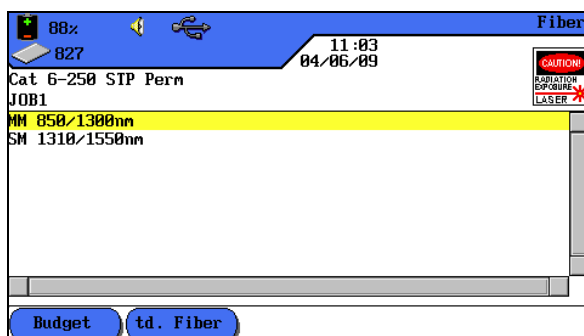 88%
Fiber
827
11:03
04/06/09
CAUTION!
RADIATION
EXPOSURE
LASER
Cat 6-250 STP Perm
JOB1
MM 850/1300nm
SM 1310/1550nm
Budget
td. Fiber